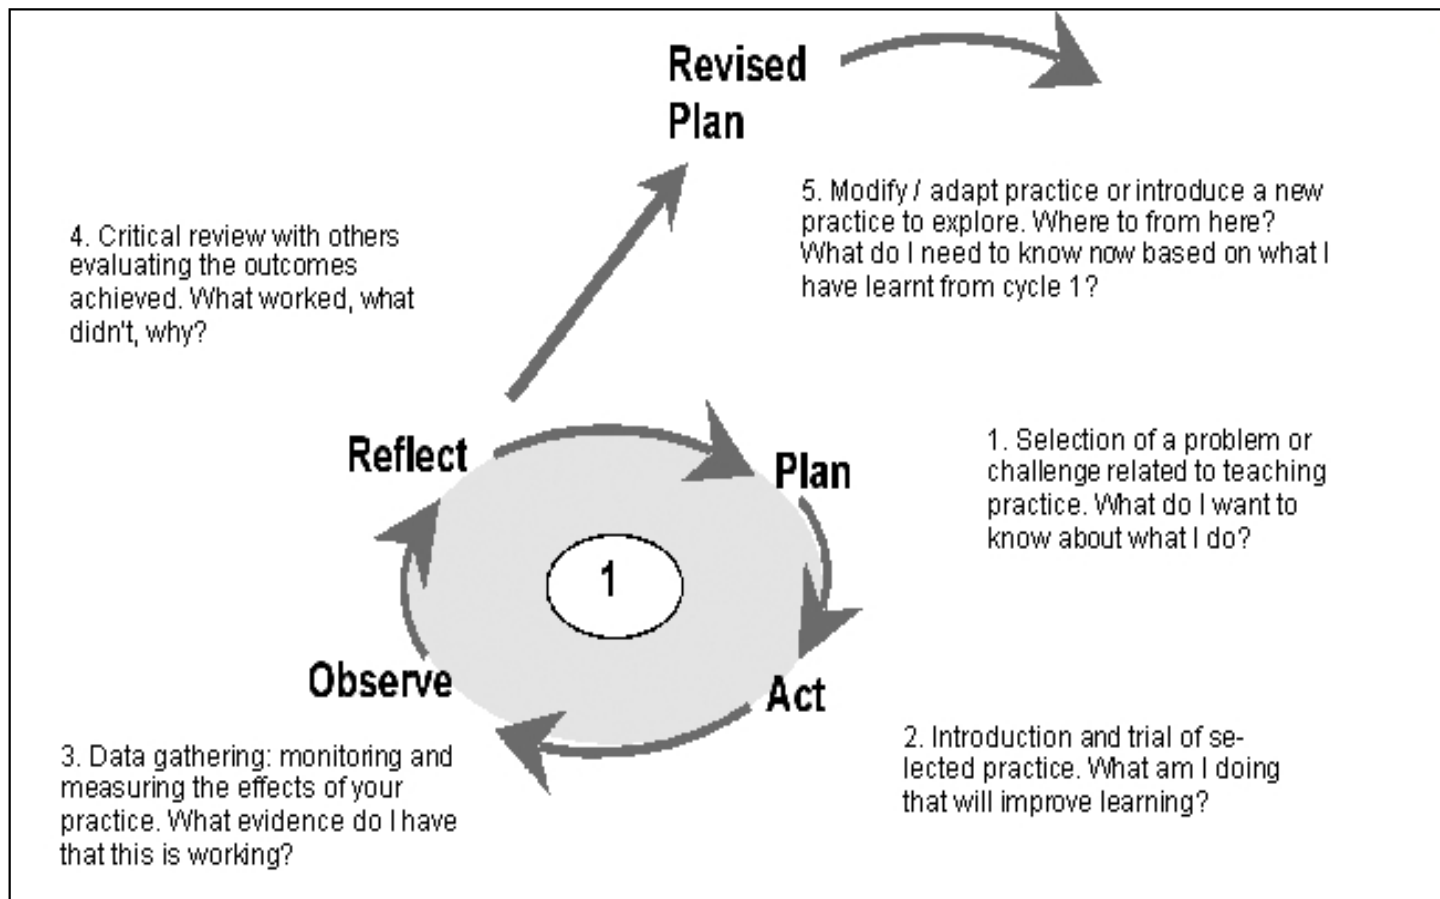 Revised
Plan
5. Modify / adapt practice or introduce a new
practice to explore. Where to from here?
What do I need to know now based on what I
have learnt from cycle 1?
4. Critical review with others
evaluating the outcomes
achieved. What worked, what
didn't, why?
Reflect
Plan
1. Selection of a problem or
challenge related to teaching
practice. What do I want to
know about what I do?
1
Observe
Act
2. Introduction and trial of se-
lected practice. What am I doing
that will improve learning?
3. Data gathering: monitoring and
measuring the effects of your
practice. What evidence do I have
that this is working?